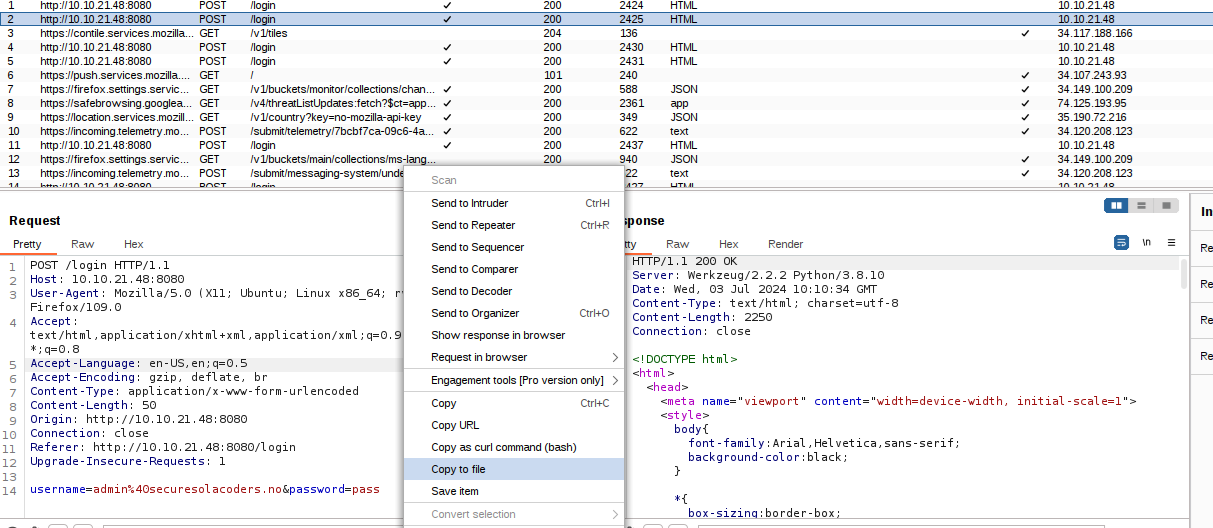 1 http://10.10.21.48:8080 POST /login ✓ 200 2424 HTML 10.10.21.48
2 http://10.10.21.48:8080 POST /login ✓ 200 2425 HTML 10.10.21.48
3 https://contile.services.mozilla... GET /v1/tiles 204 136 ✓ 34.117.188.166
4 http://10.10.21.48:8080 POST /login ✓ 200 2430 HTML 10.10.21.48
5 http://10.10.21.48:8080 POST /login ✓ 200 2431 HTML 10.10.21.48
6 https://push.services.mozilla.... GET / 101 240 ✓ 34.107.243.93
7 https://firefox.settings.servic... GET /v1/buckets/monitor/collections/chan... ✓ 200 588 JSON ✓ 34.149.100.209
8 https://safebrowsing.googlea... GET /v4/threatListUpdates:fetch?$ct=app... ✓ 200 2361 app ✓ 74.125.193.95
9 https://location.services.mozil... GET /v1/country?key=no-mozilla-api-key ✓ 200 349 JSON ✓ 35.190.72.216
10 https://incoming.telemetry.mo... POST /submit/telemetry/7bcbf7ca-09c6-4a... ✓ 200 622 text ✓ 34.120.208.123
11 http://10.10.21.48:8080 POST /login ✓ 200 2437 HTML 10.10.21.48
12 https://firefox.settings.servic... GET /v1/buckets/main/collections/ms-lang... 200 940 JSON ✓ 34.149.100.209
13 https://incoming.telemetry.mo... POST /submit/messaging-system/unde 22 text ✓ 34.120.208.123
14 http://10.10.21.48:8080 POST /login 427 HTML 10.10.21.48
Request
Pretty Raw Hex
1 POST /login HTTP/1.1
2 Host: 10.10.21.48:8080
3 User-Agent: Mozilla/5.0 (X11; Ubuntu; Linux x86_64; r
Firefox/109.0
4 Accept:
text/html,application/xhtml+xml,application/xml;q=0.9
*;q=0.8
5 Accept-Language: en-US,en;q=0.5
6 Accept-Encoding: gzip, deflate, br
7 Content-Type: application/x-www-form-urlencoded
8 Content-Length: 50
9 Origin: http://10.10.21.48:8080
10 Connection: close
11 Referer: http://10.10.21.48:8080/login
12 Upgrade-Insecure-Requests: 1
13
14 username=admin%40securesolacoders.no&password=pass
Scan
Send to Intruder Ctrl+I
Send to Repeater Ctrl+R
Send to Sequencer
Send to Comparer
Send to Decoder
Send to Organizer Ctrl+O
Show response in browser
Request in browser
Engagement tools [Pro version only]
Copy Ctrl+C
Copy URL
Copy as curl command (bash)
Copy to file
Save item
Convert selection
sponse
tty Raw Hex Render \n
HTTP/1.1 200 OK
Server: Werkzeug/2.2.2 Python/3.8.10
Date: Wed, 03 Jul 2024 10:10:34 GMT
Content-Type: text/html; charset=utf-8
Content-Length: 2250
Connection: close
<!DOCTYPE html>
<html>
<head>
<meta name="viewport" content="width=device-width, initial-scale=1">
<style>
body{
font-family:Arial,Helvetica,sans-serif;
background-color:black;
}
*{
box-sizing:border-box;
In
Re
Re
Re
Re